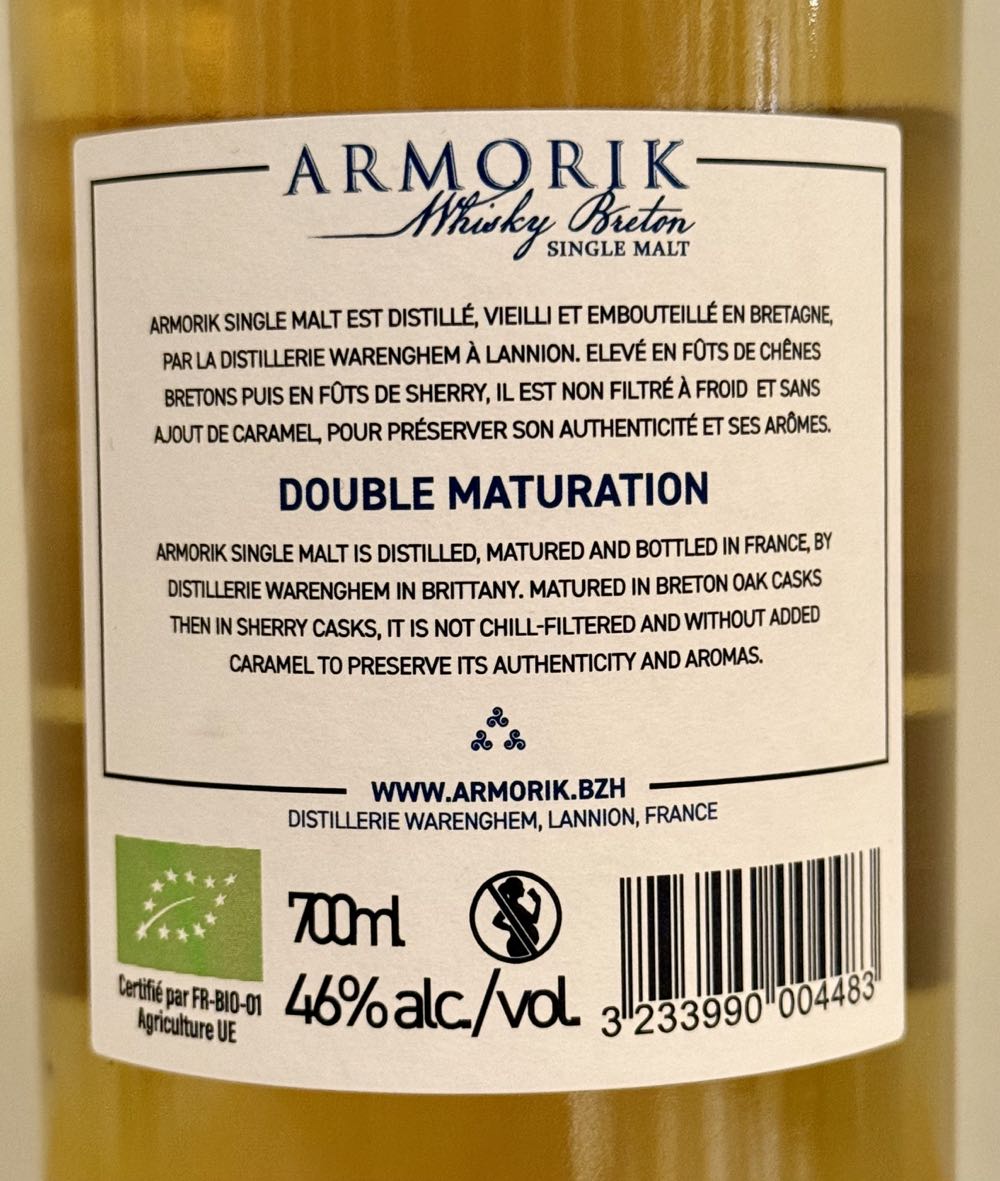 ARMORIK
Whisky Breton
SINGLE MALT
ARMORIK SINGLE MALT EST DISTILLÉ, VIEILLI ET EMBOUTEILLÉ EN BRETAGNE,
PAR LA DISTILLERIE WARENGHEM À LANNION. ELEVÉ EN FÛTS DE CHÊNES
BRETONS PUIS EN FÛTS DE SHERRY, IL EST NON FILTRÉ À FROID ET SANS
AJOUT DE CARAMEL, POUR PRÉSERVER SON AUTHENTICITÉ ET SES ARÔMES.
DOUBLE MATURATION
ARMORIK SINGLE MALT IS DISTILLED, MATURED AND BOTTLED IN FRANCE, BY
DISTILLERIE WARENGHEM IN BRITTANY. MATURED IN BRETON OAK CASKS
THEN IN SHERRY CASKS, IT IS NOT CHILL-FILTERED AND WITHOUT ADDED
CARAMEL TO PRESERVE ITS AUTHENTICITY AND AROMAS.
WWW.ARMORIK.BZH
DISTILLERIE WARENGHEM, LANNION, FRANCE
Certifié par FR-BIO-01
Agriculture UE
700ml
46% alc./vol.
3 233990 004483